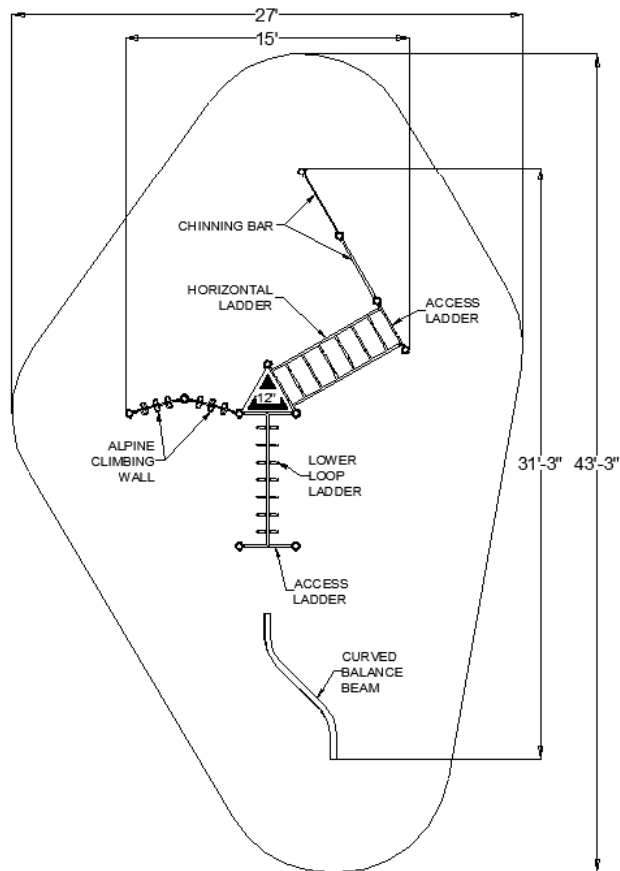 27'
15'
CHINNING BAR
HORIZONTAL
LADDER
ACCESS
LADDER
12"
ALPINE
CLIMBING
WALL
LOWER
LOOP
LADDER
31'-3"
43'-3"
ACCESS
LADDER
CURVED
BALANCE
BEAM